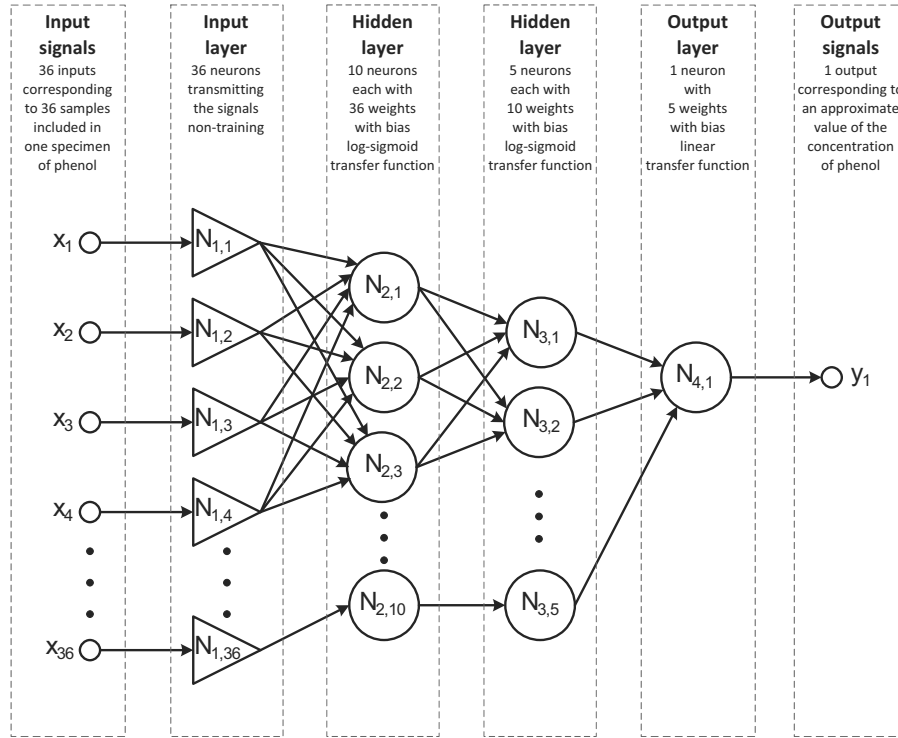 Input
signals
36 inputs
corresponding
to 36 samples
included in
one specimen
of phenol
Input
layer
36 neurons
transmitting
the signals
non-training
Hidden
layer
10 neurons
each with
36 weights
with bias
log-sigmoid
transfer function
Hidden
layer
5 neurons
each with
10 weights
with bias
log-sigmoid
transfer function
Output
layer
1 neuron
with
5 weights
with bias
linear
transfer function
Output
signals
1 output
corresponding to
an approximate
value of the
concentration
of phenol
x1
x2
x3
x4
x36
N1,1
N1,2
N1,3
N1,4
N1,36
N2,1
N2,2
N2,3
N2,10
N3,1
N3,2
N3,5
N4,1
y1